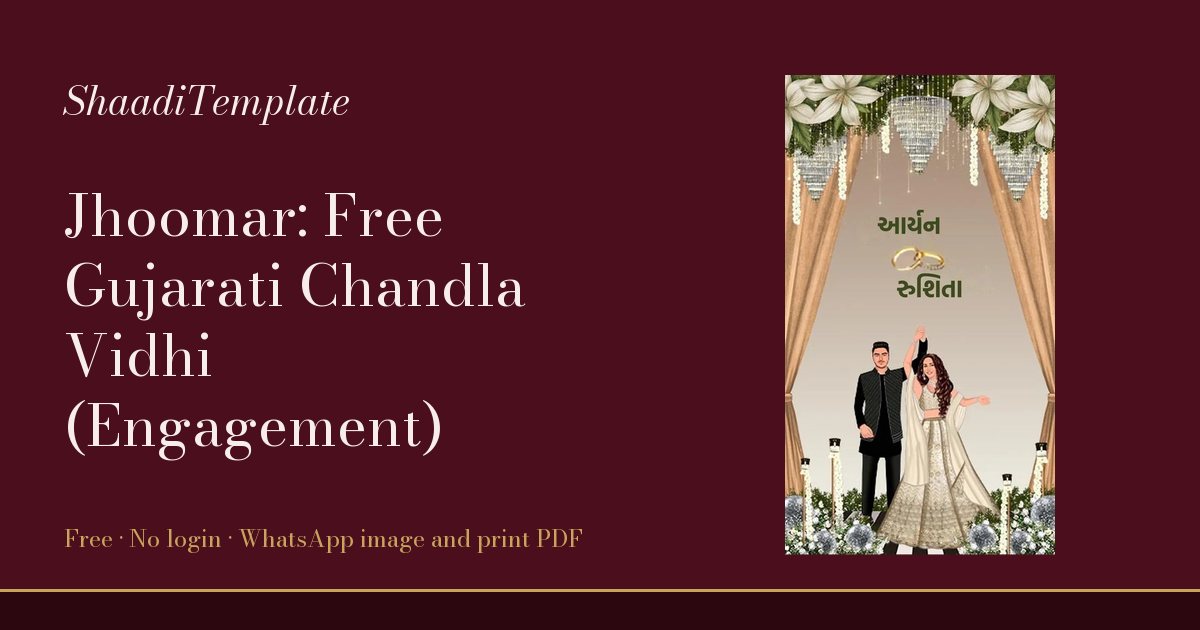 ShaadiTemplate
Jhoomar: Free
Gujarati Chandla
Vidhi
(Engagement)
Free · No login · WhatsApp image and print PDF
આર્યન
રુશિતા